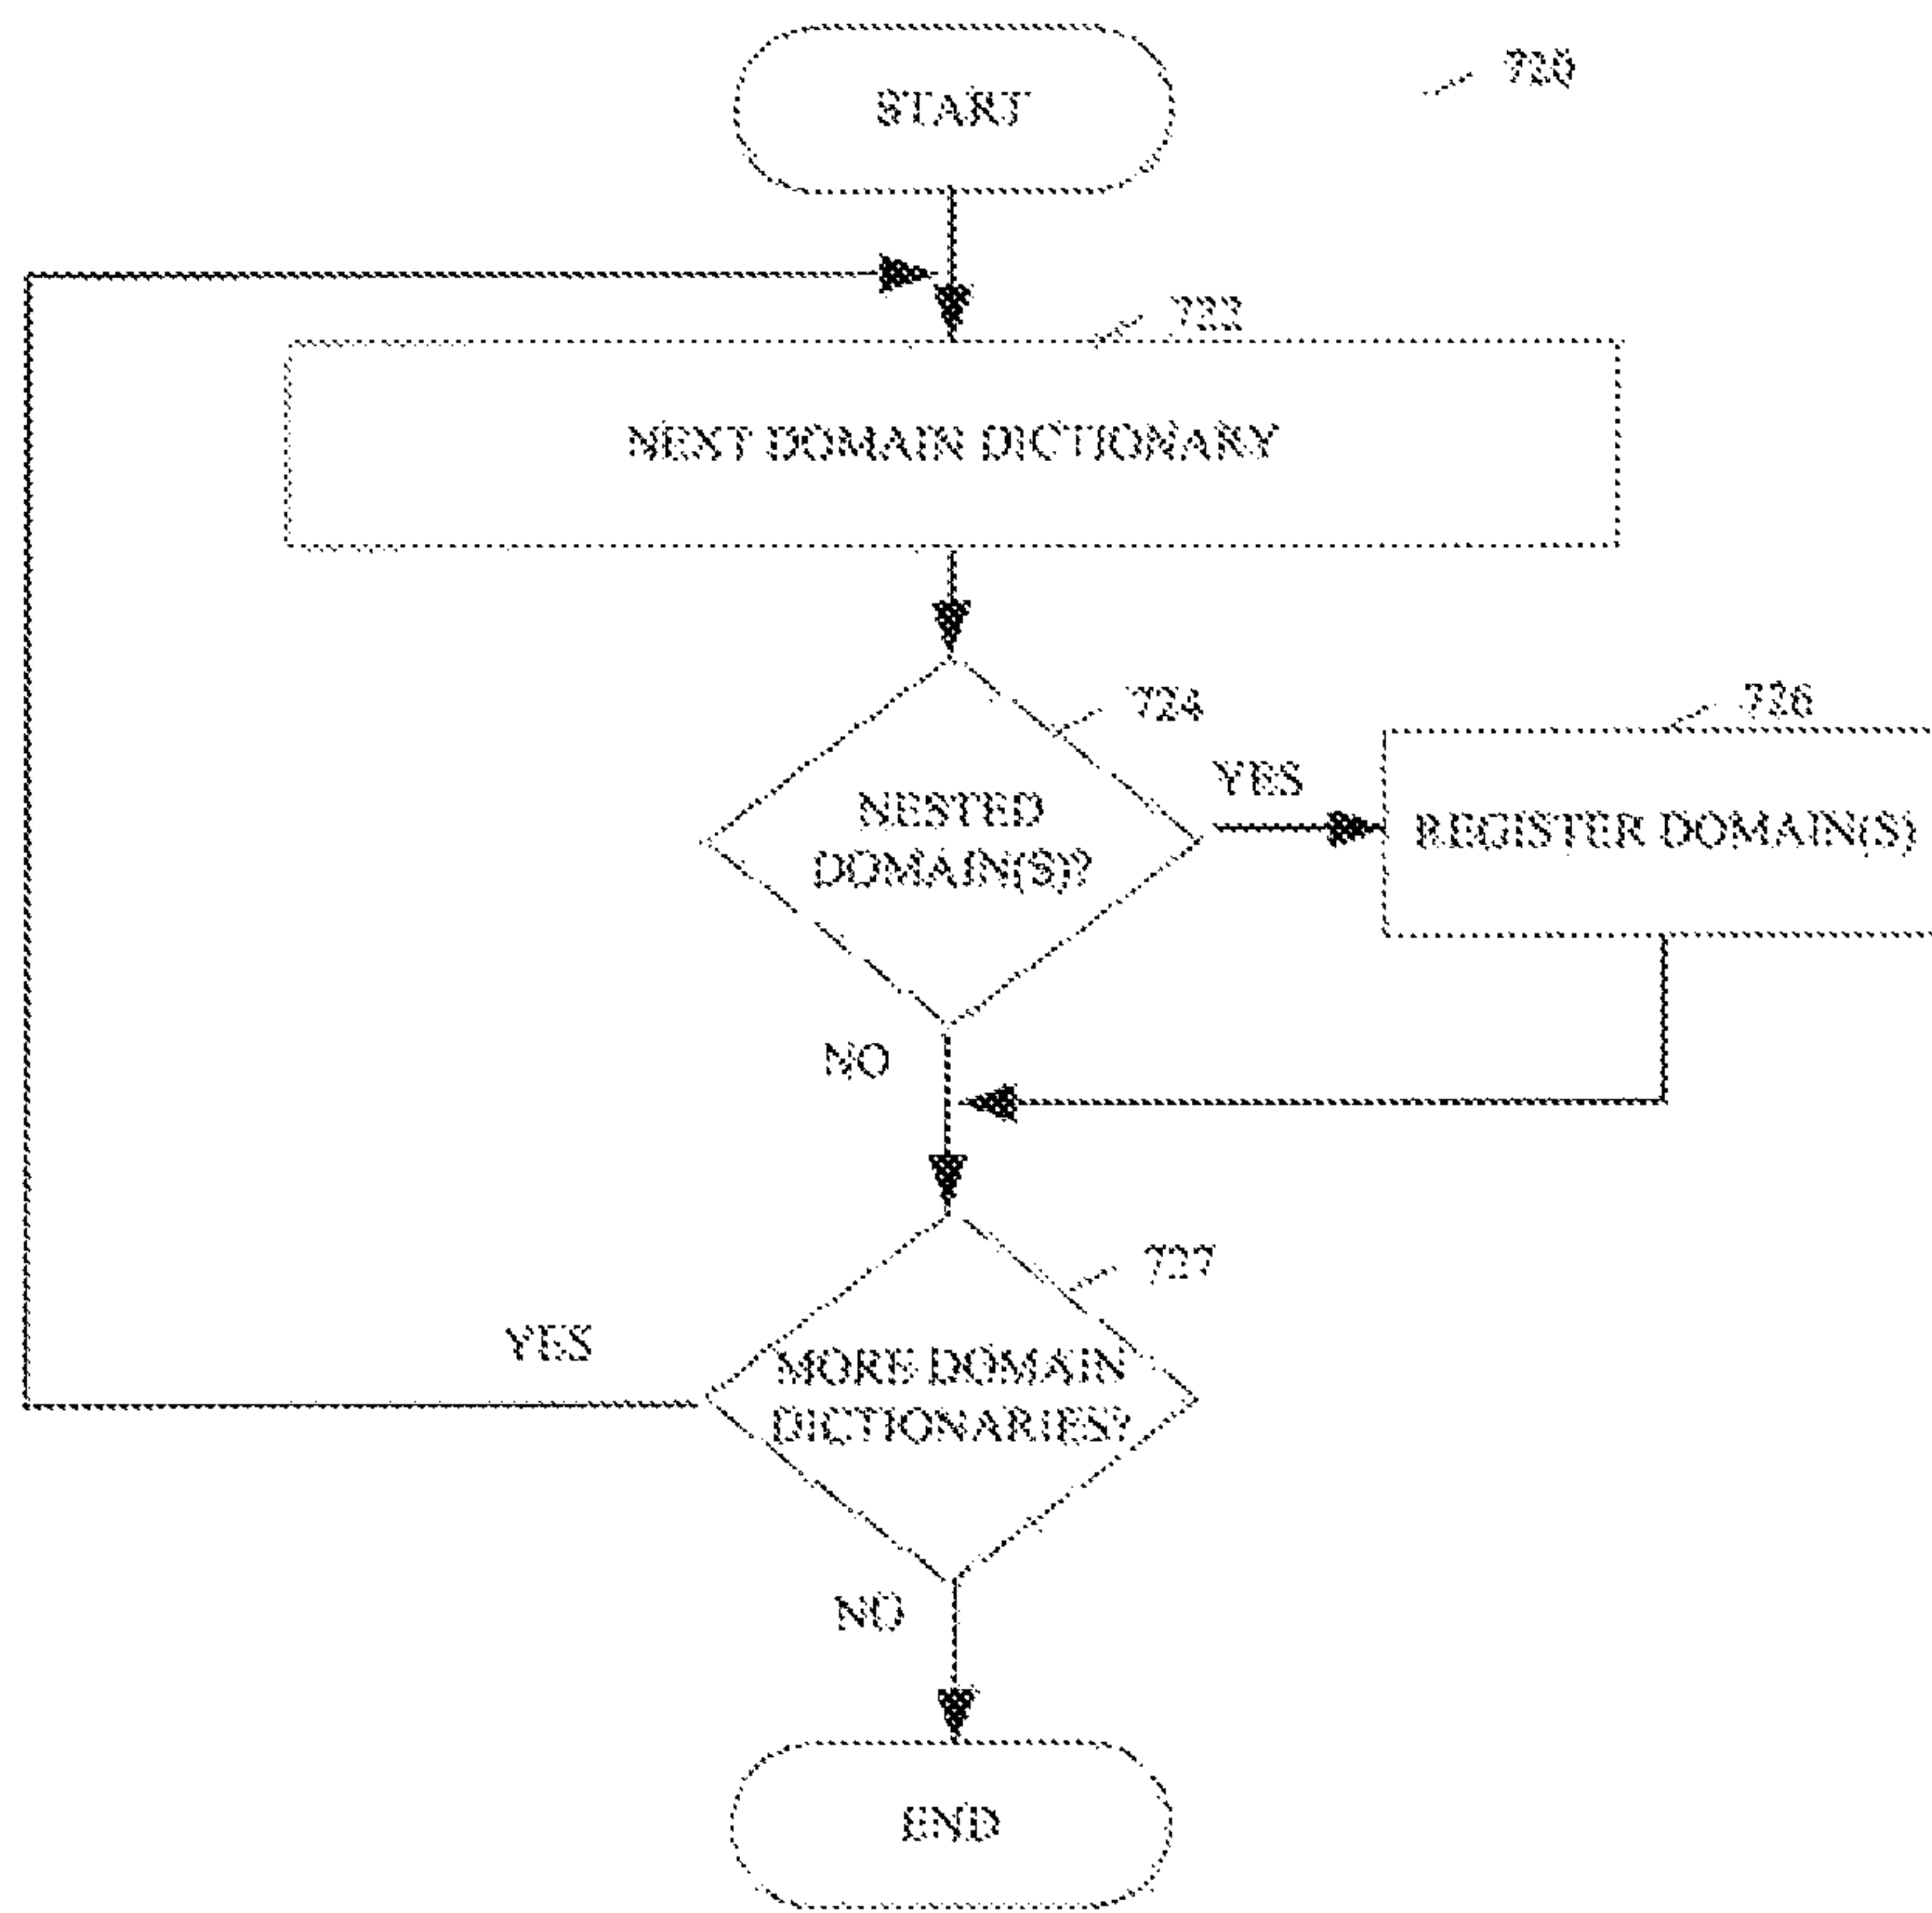 START
720
722
NEXT DOMAIN DICTIONARY
724
726
YES
NESTED
DOMAIN(S)?
REGISTER DOMAIN(S)
NO
727
YES
MORE DOMAIN
DICTIONARIES?
NO
END